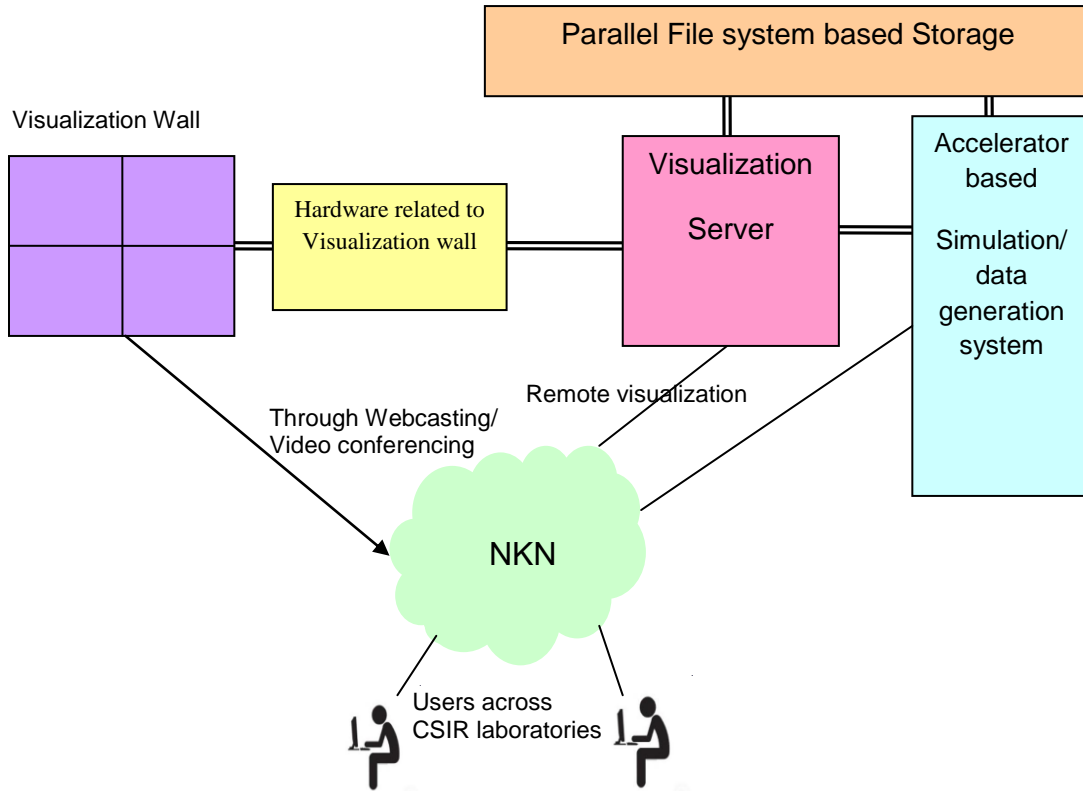 Parallel File system based Storage
Visualization Wall
Hardware related to
Visualization wall
Visualization
Server
Accelerator
based
Simulation/
data
generation
system
Remote visualization
Through Webcasting/
Video conferencing
NKN
Users across
CSIR laboratories